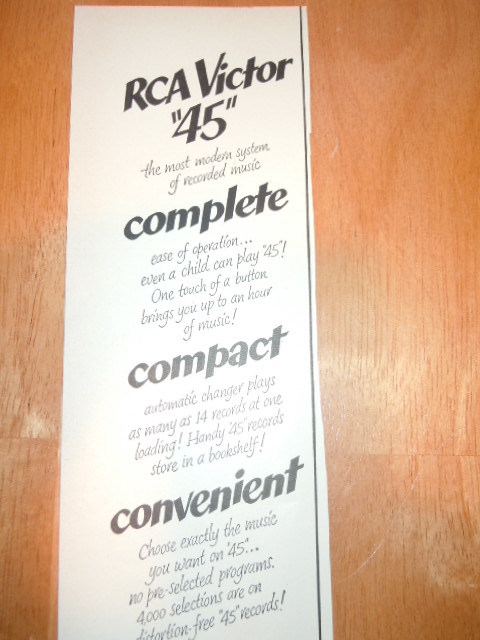 RCA Victor
"45"
the most modern system
of recorded music
complete
ease of operation...
even a child can play "45"!
One touch of a button
brings you up to an hour
of music!
compact
automatic changer plays
as many as 14 records at one
loading! Handy "45" records
store in a bookshelf!
convenient
Choose exactly the music
you want on "45"...
no pre-selected programs.
4,000 selections are on
distortion-free "45" records!